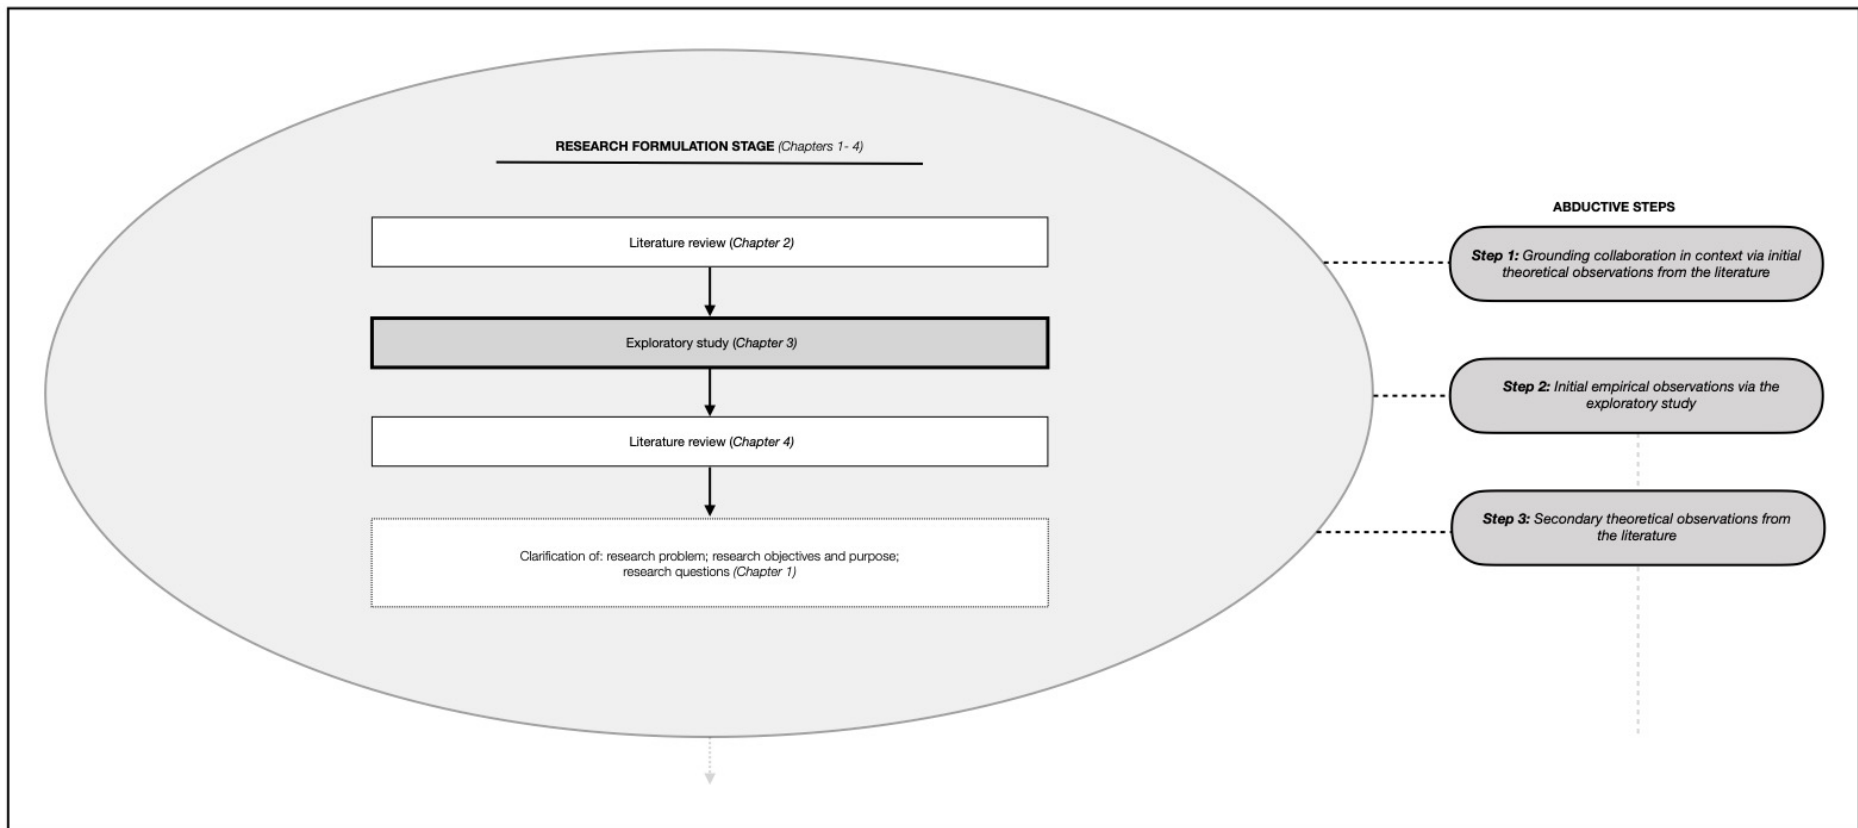 RESEARCH FORMULATION STAGE (Chapters 1- 4)
Literature review (Chapter 2)
Exploratory study (Chapter 3)
Literature review (Chapter 4)
Clarification of: research problem; research objectives and purpose;
research questions (Chapter 1)
ABDUCTIVE STEPS
Step 1: Grounding collaboration in context via initial
theoretical observations from the literature
Step 2: Initial empirical observations via the
exploratory study
Step 3: Secondary theoretical observations from
the literature